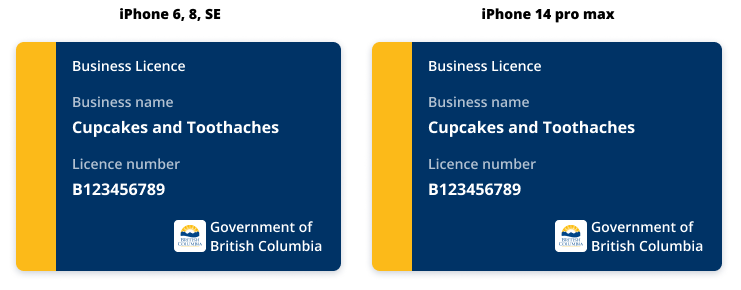 iPhone 6, 8, SE
Business Licence
Business name
Cupcakes and Toothaches
Licence number
B123456789
BRITISH
COLUMBIA
Government of
British Columbia
iPhone 14 pro max
Business Licence
Business name
Cupcakes and Toothaches
Licence number
B123456789
BRITISH
COLUMBIA
Government of
British Columbia